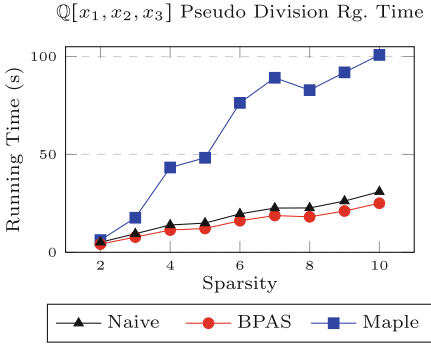 ℚ[x₁, x₂, x₃] Pseudo Division Rg. Time
Running Time (s)
100
50
0
2 4 6 8 10
Sparsity
Naive BPAS Maple